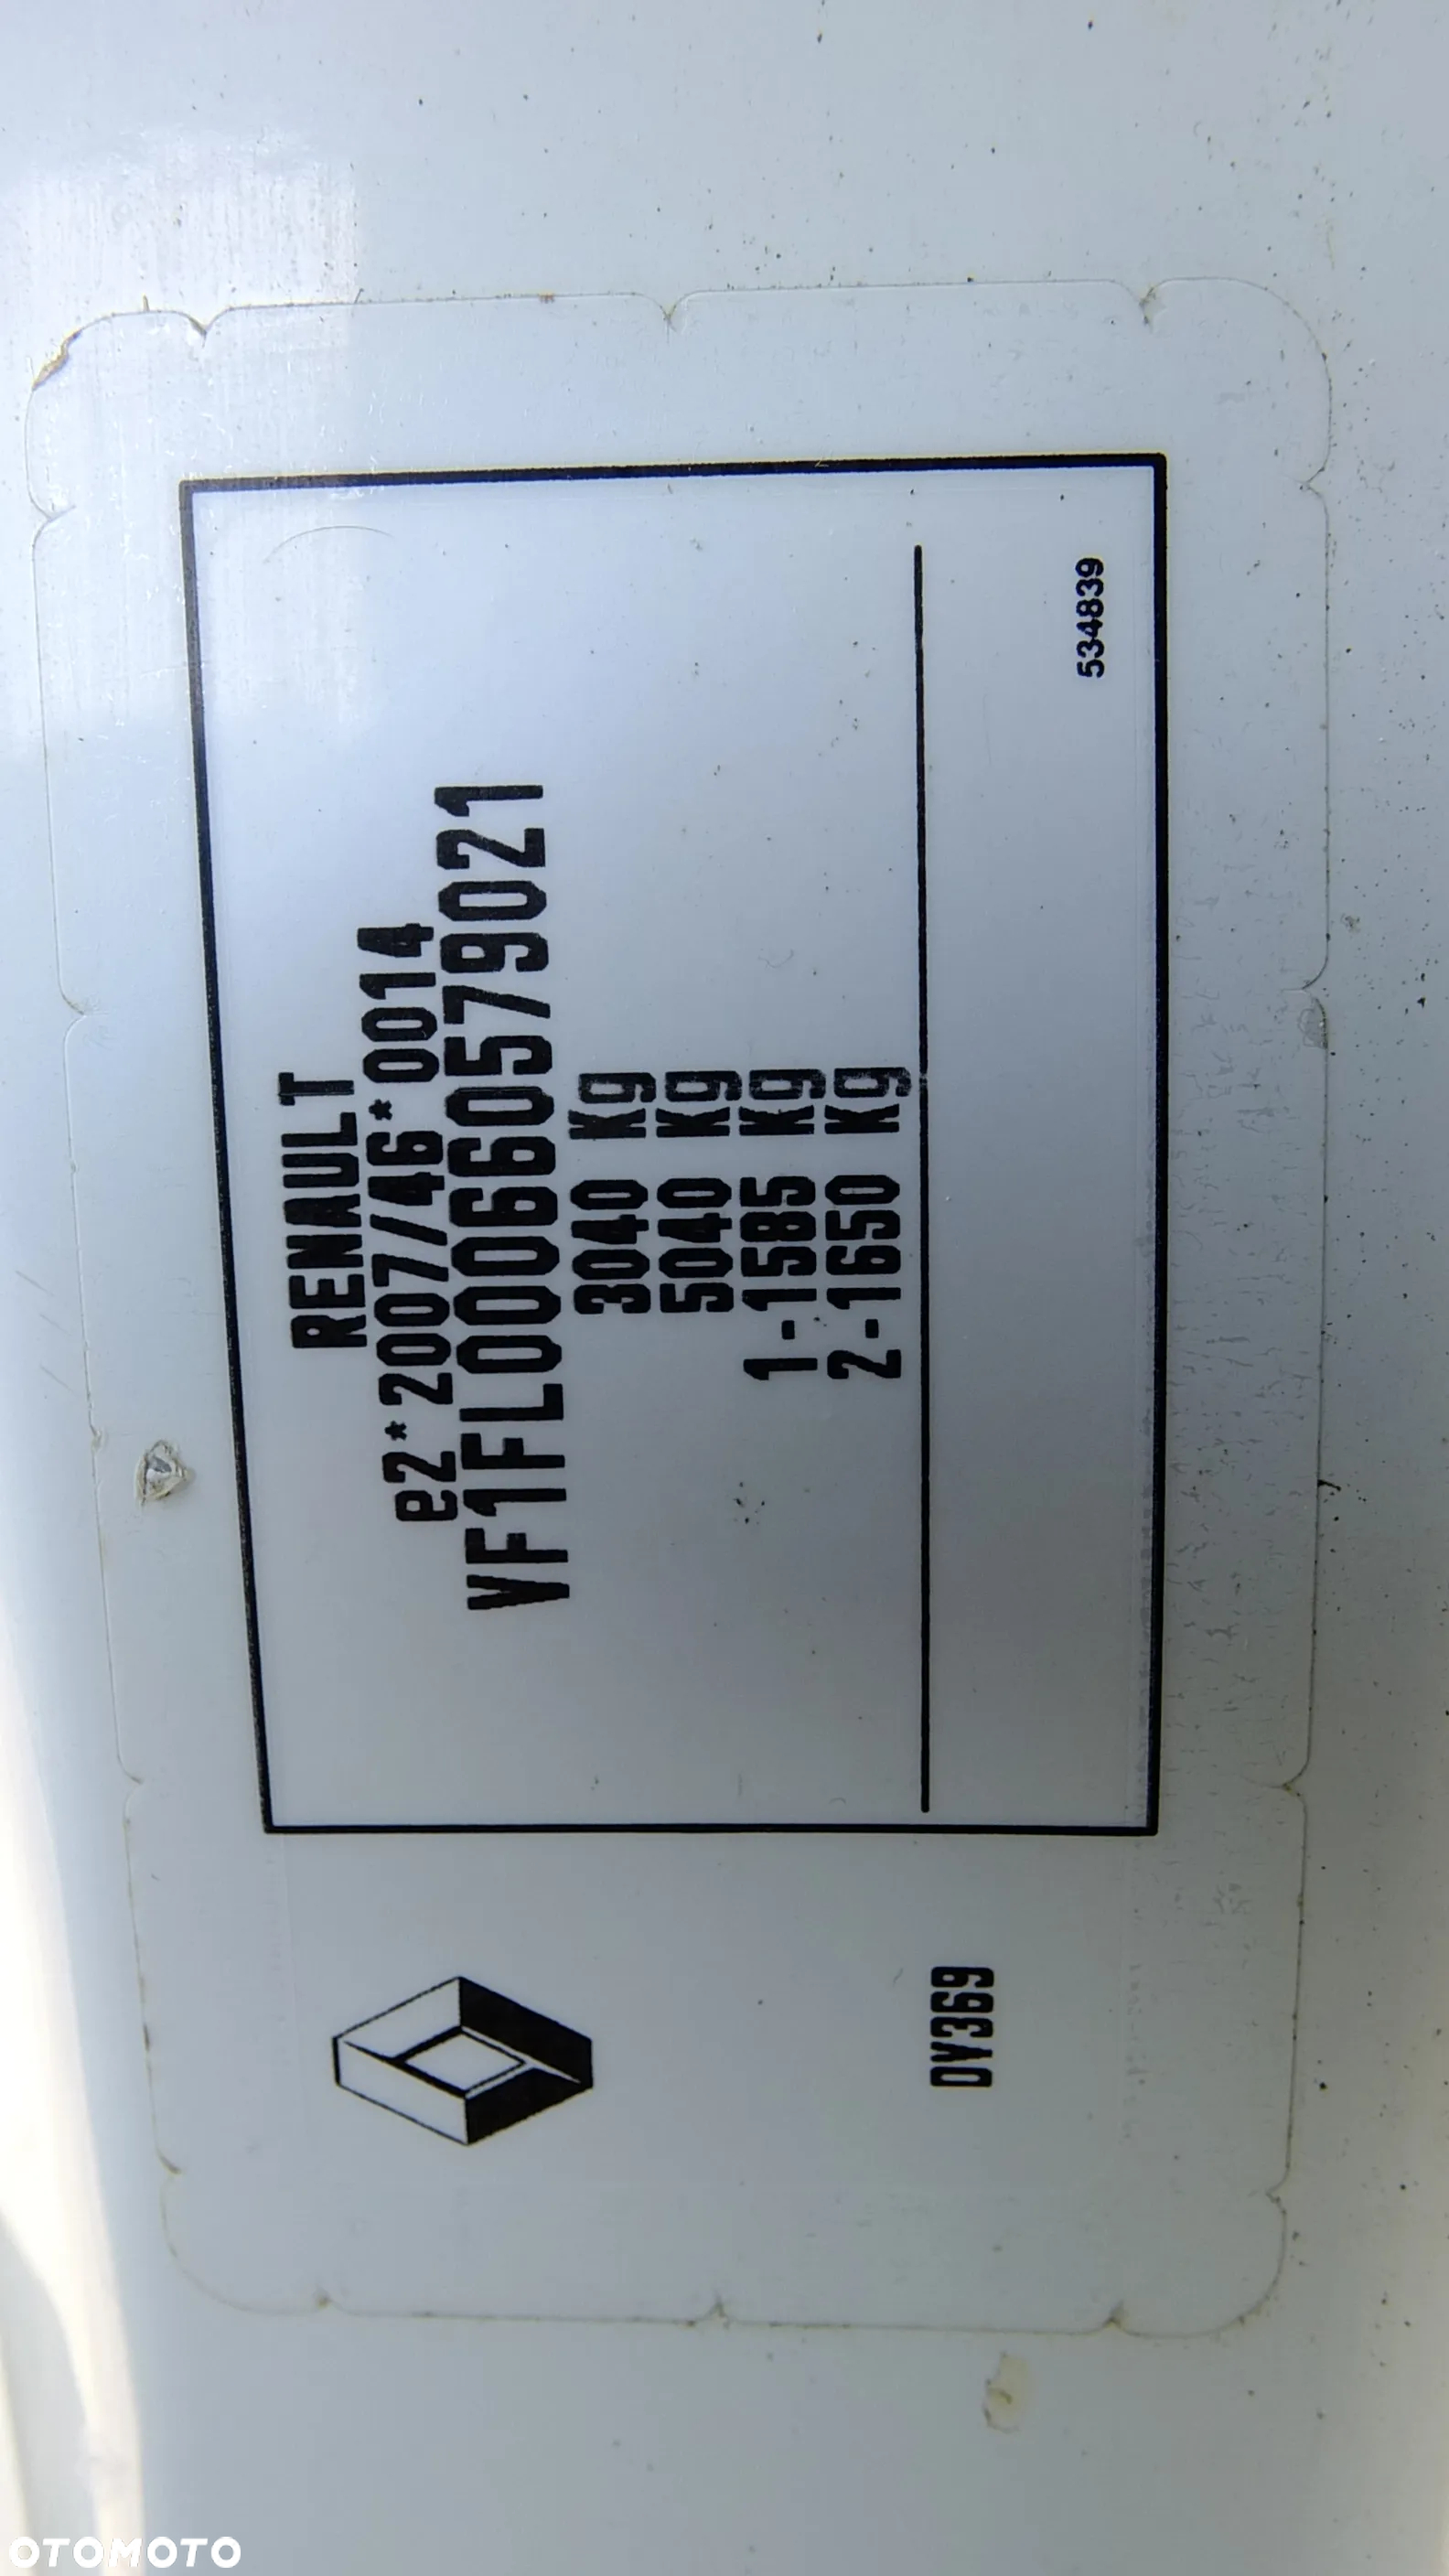 RENAULT
e2*2007/46*0014
VF1FL000660579021
3040 Kg
5040 Kg
1-1585 Kg
2-1650 Kg
534839
DY369
OTOMOTO